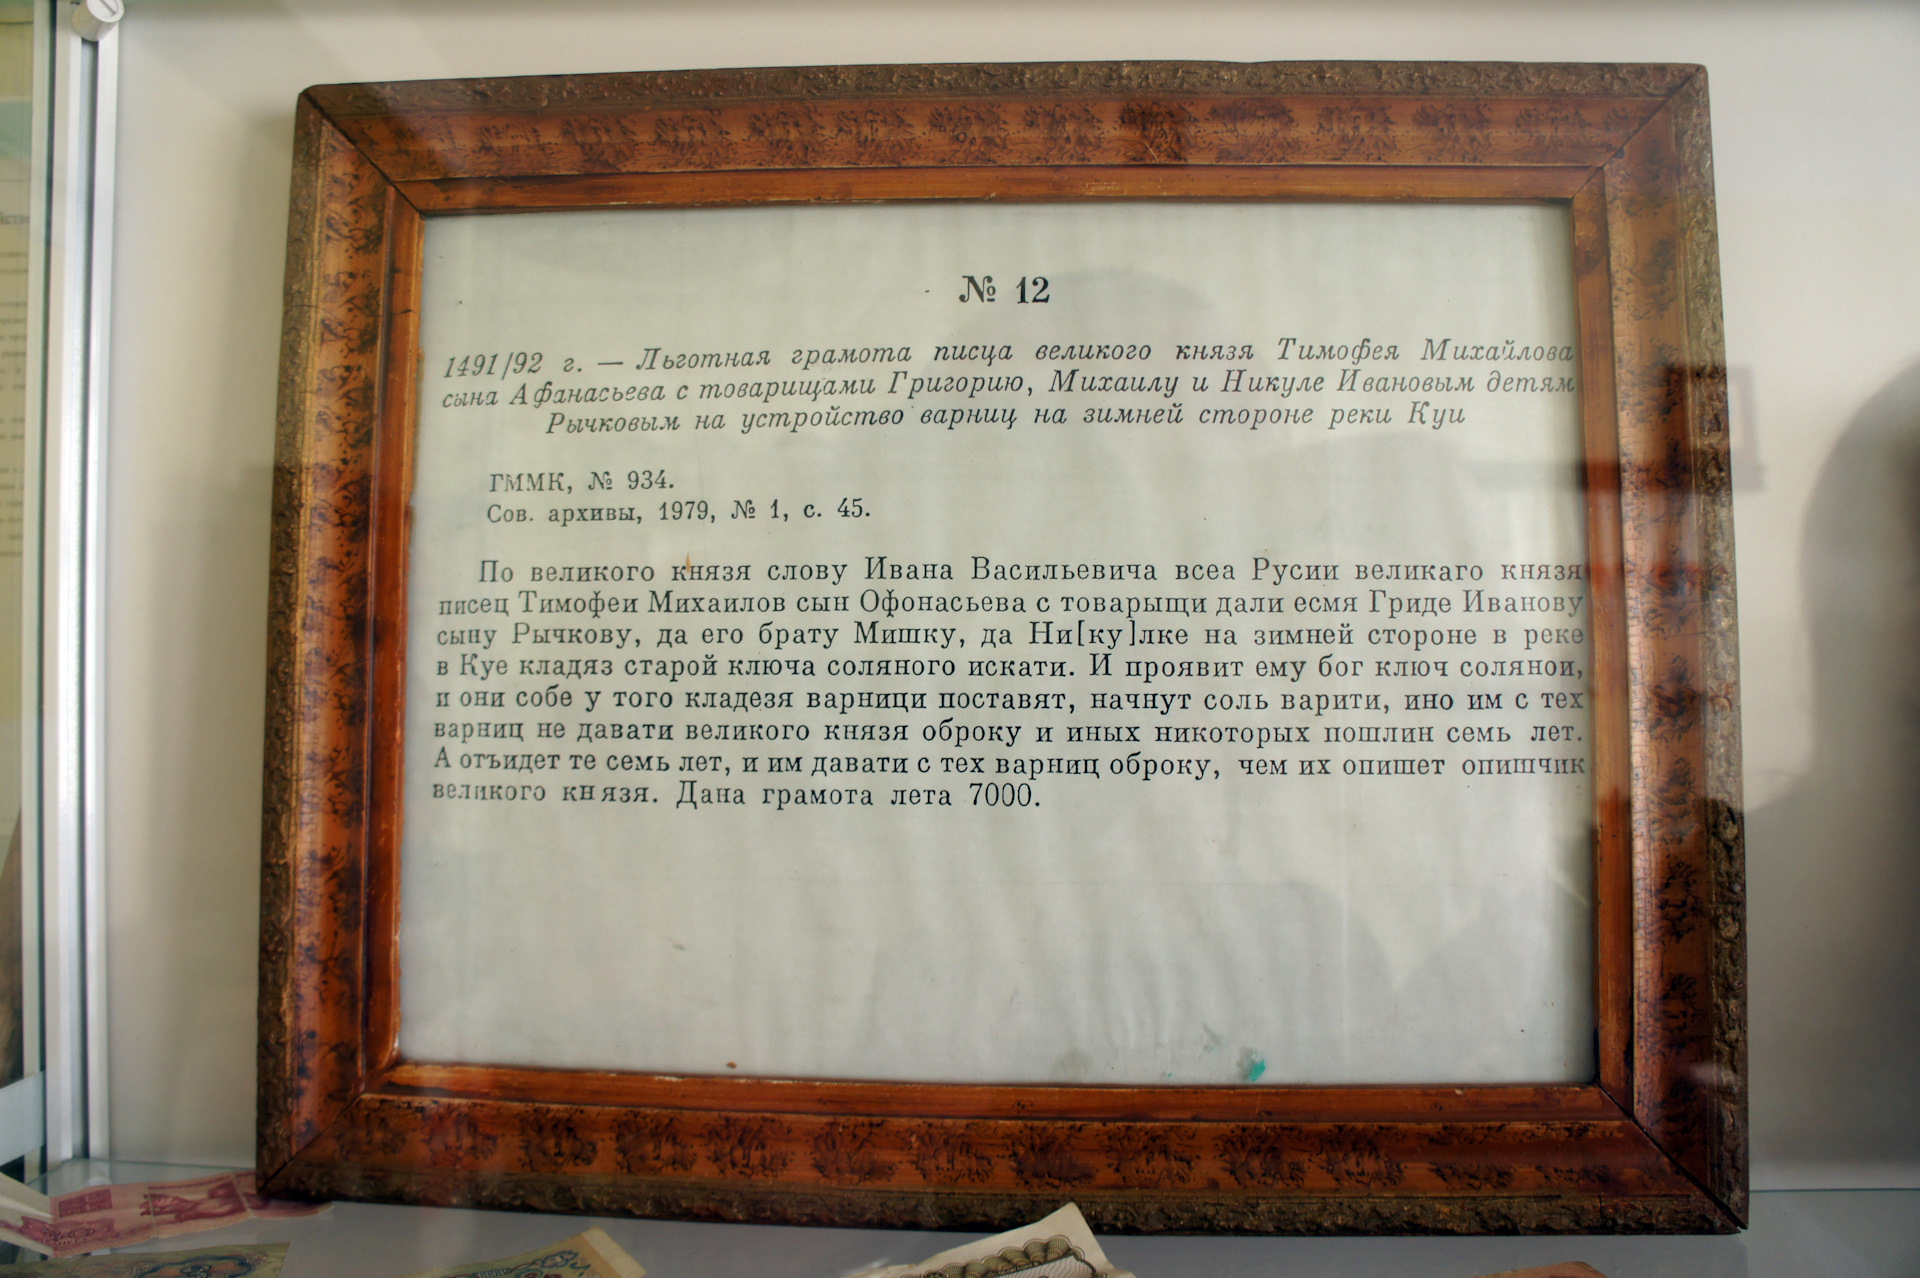 № 12
1491/92 г. — Льготная грамота писца великого князя Тимофея Михайлова
сына Афанасьева с товарищами Григорию, Михаилу и Никуле Ивановым детям
Рычковым на устройство варниц на зимней стороне реки Куи
ГММК, № 934.
Сов. архивы, 1979, № 1, с. 45.
По великого князя слову Ивана Васильевича всеа Русии великаго князя
писец Тимофеи Михаилов сын Офонасьева с товарыщи дали есмя Гриде Иванову
сыну Рычкову, да его брату Мишку, да Ни[ку]лке на зимней стороне в реке
в Куе кладяз старой ключа соляного искати. И проявит ему бог ключ соляной,
и они собе у того кладезя варници поставят, начнут соль варити, ино им с тех
варниц не давати великого князя оброку и иных никоторых пошлин семь лет.
А отъидет те семь лет, и им давати с тех варниц оброку, чем их опишет опишчик
великого князя. Дана грамота лета 7000.